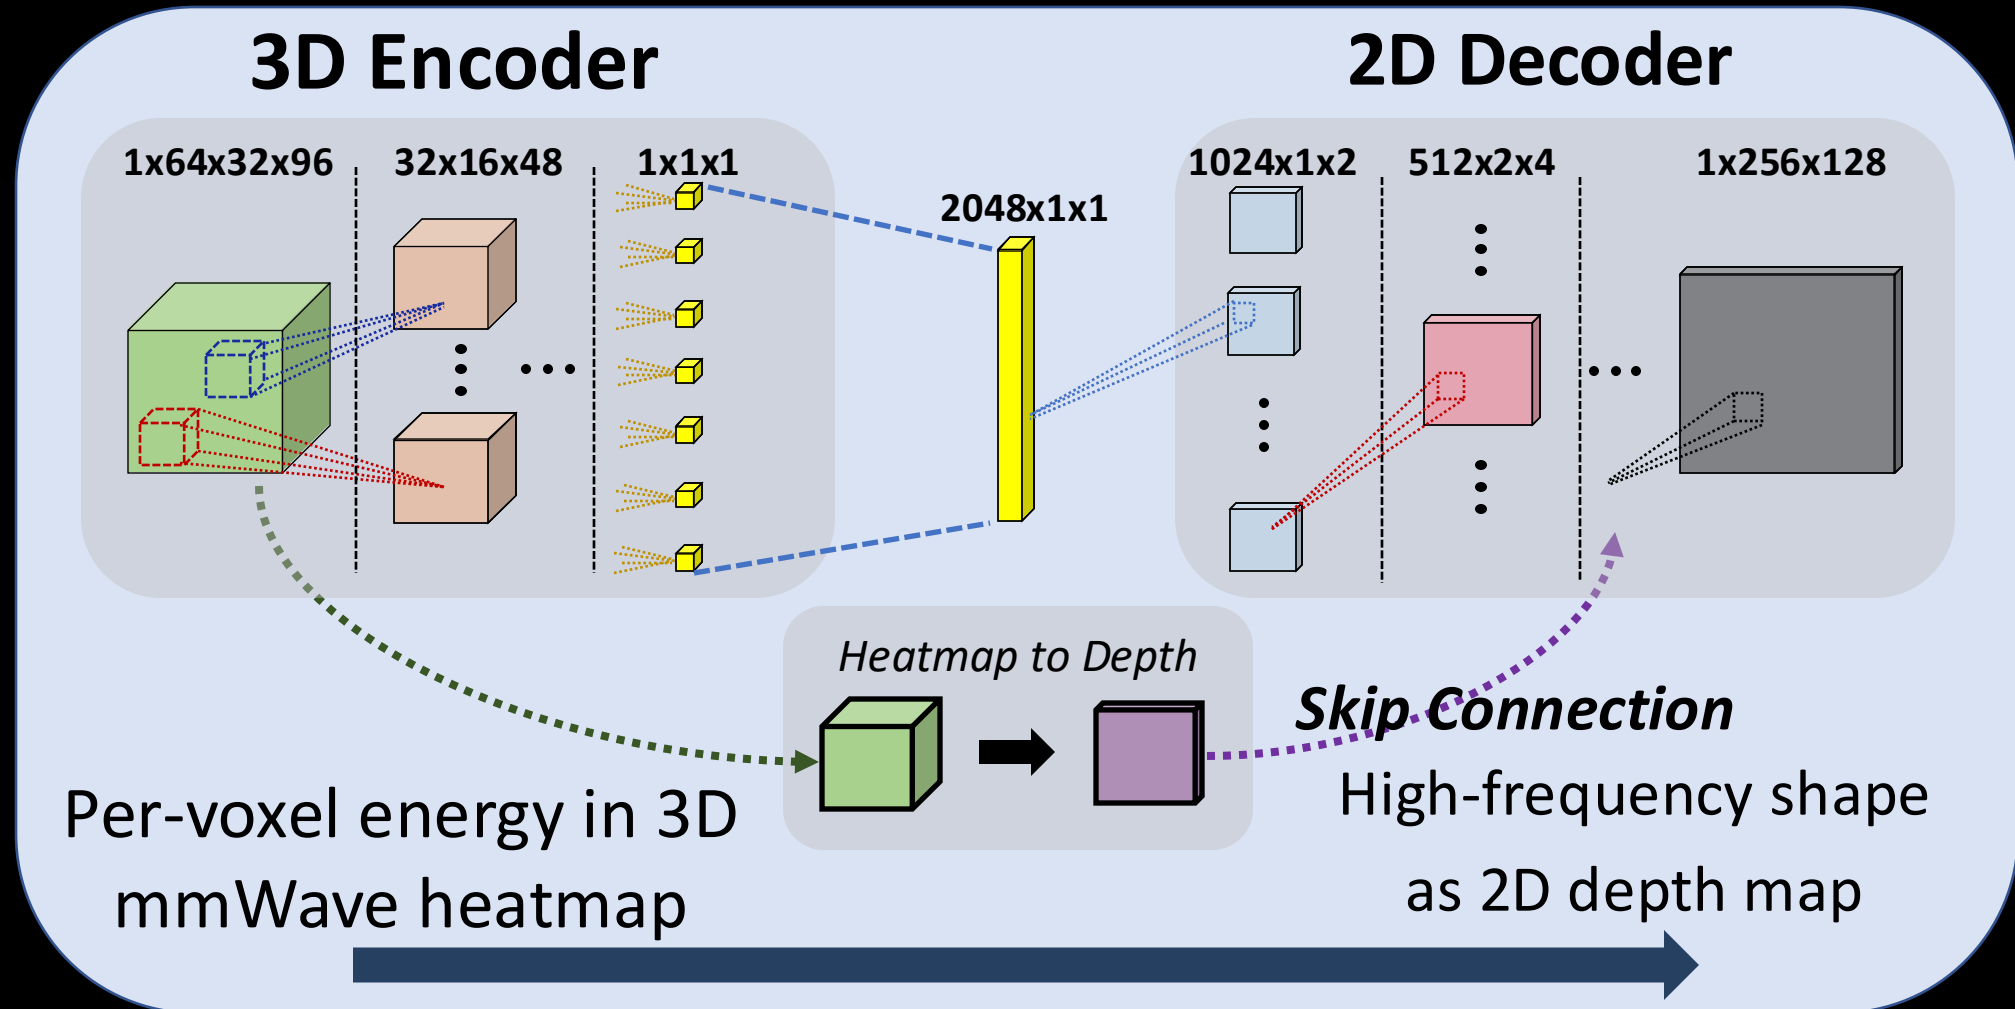 3D Encoder
2D Decoder
1x64x32x96
32x16x48
1x1x1
2048x1x1
1024x1x2
512x2x4
1x256x128
Heatmap to Depth
Skip Connection
Per-voxel energy in 3D
mmWave heatmap
High-frequency shape
as 2D depth map